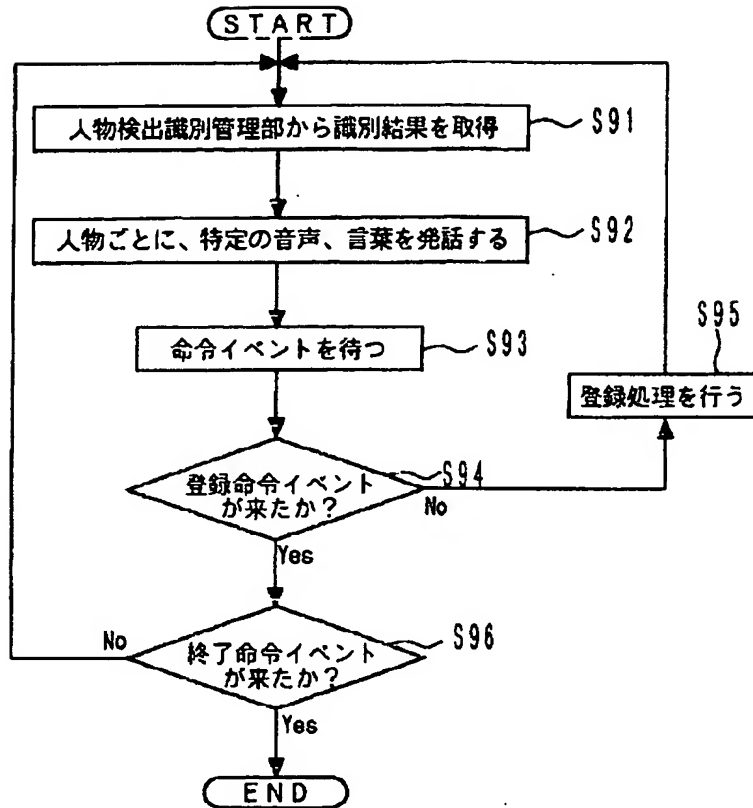 START
人物検出識別管理部から識別結果を取得
S91
人物ごとに、特定の音声、言葉を発話する
S92
命令イベントを待つ
S93
S95
登録処理を行う
登録命令イベント
が来たか?
S94
No
Yes
終了命令イベント
が来たか?
S96
No
Yes
END